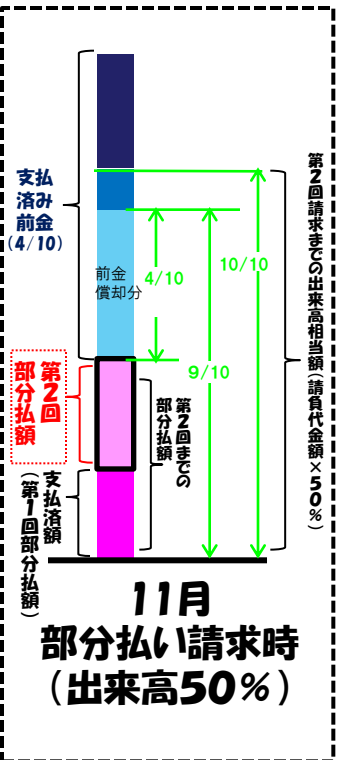 支払
済み
前金
(4/10)
前金
償却分
4/10
10/10
9/10
第２回請求までの出来高相当額（請負代金額×５０％）
第２回
部分払額
第２回までの
部分払額
支払済額
（第１回部分払額）
11月
部分払い請求時
（出来高50％）